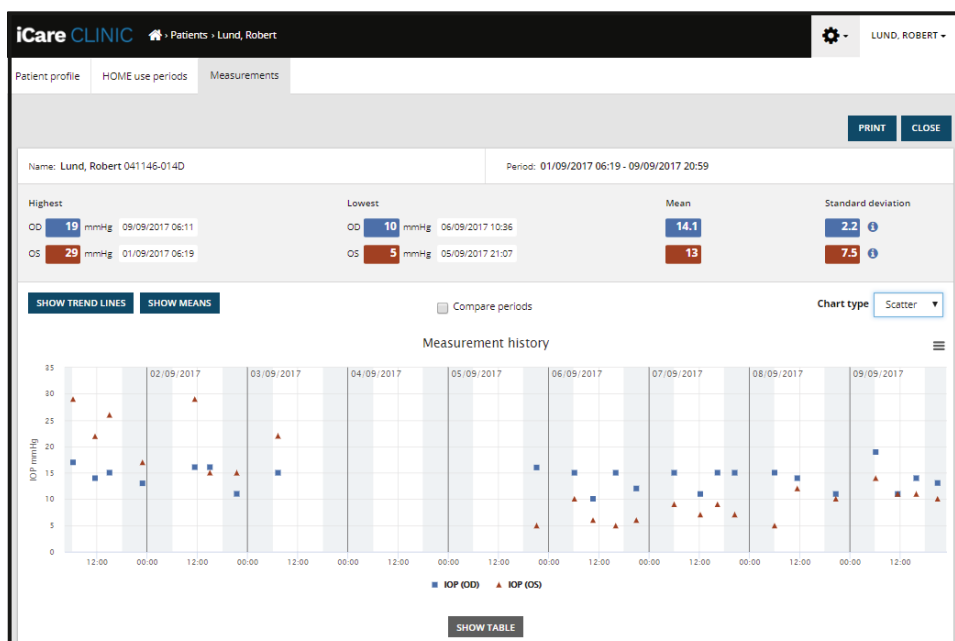 iCare CLINIC › Patients › Lund, Robert LUND, ROBERT
Patient profile HOME use periods Measurements
PRINT CLOSE
Name: Lund, Robert 041146-014D Period: 01/09/2017 06:19 - 09/09/2017 20:59
Highest Lowest Mean Standard deviation
OD 19 mmHg 09/09/2017 06:11 OD 10 mmHg 06/09/2017 10:36 14.1 2.2
OS 29 mmHg 01/09/2017 06:19 OS 5 mmHg 05/09/2017 21:07 13 7.5
SHOW TREND LINES SHOW MEANS Compare periods Chart type Scatter
Measurement history
02/09/2017 03/09/2017 04/09/2017 05/09/2017 06/09/2017 07/09/2017 08/09/2017 09/09/2017
IOP mmHg
35
30
25
20
15
10
5
0
12:00 00:00 12:00 00:00 12:00 00:00 12:00 00:00 12:00 00:00 12:00 00:00 12:00 00:00 12:00 00:00 12:00
IOP (OD) IOP (OS)
SHOW TABLE